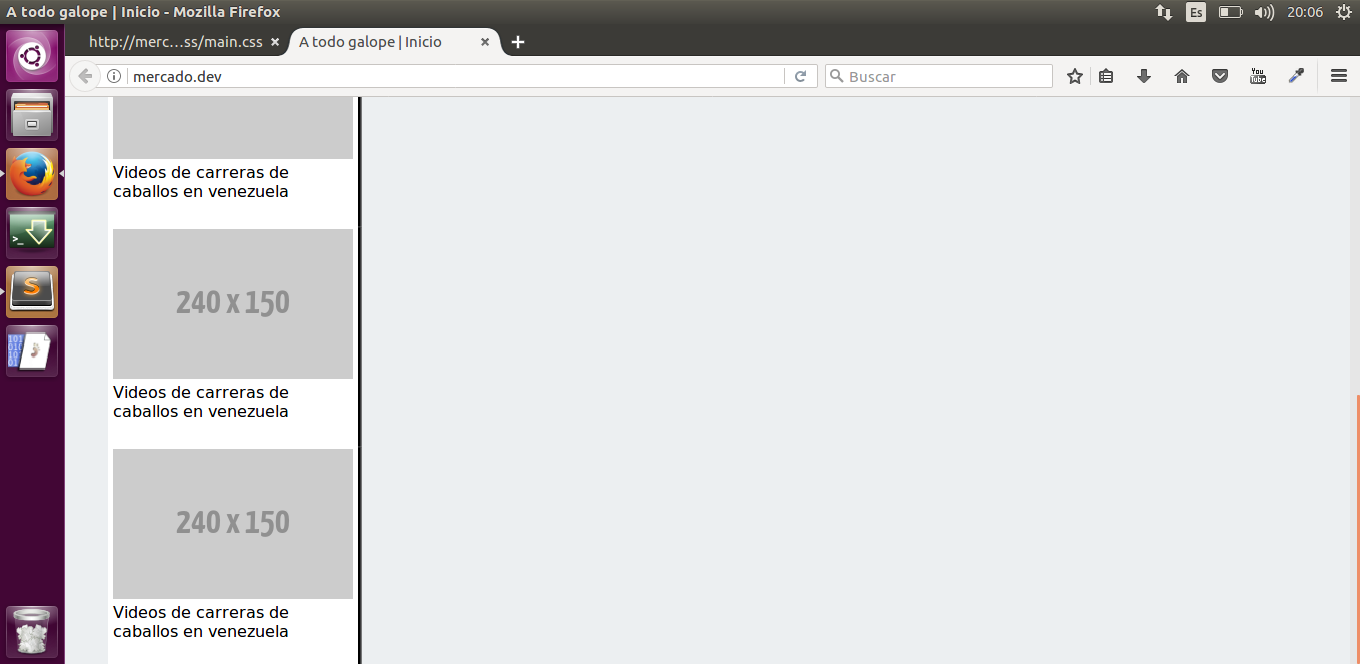 A todo galope | Inicio - Mozilla Firefox
Es
20:06
http://merc...ss/main.css
A todo galope | Inicio
mercado.dev
Buscar
You
Tube
Videos de carreras de
caballos en venezuela
240 x 150
Videos de carreras de
caballos en venezuela
240 x 150
Videos de carreras de
caballos en venezuela